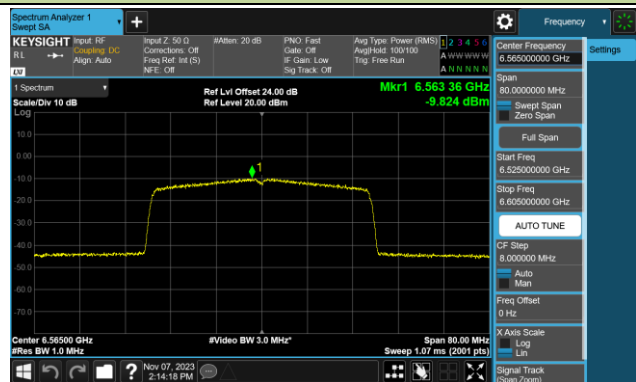 Spectrum Analyzer 1
Swept SA
Frequency
KEYSIGHT
Input: RF
Coupling: DC
Align: Auto
Input Z: 50 Ω
Corrections: Off
Freq Ref: Int (S)
NFE: Off
#Atten: 20 dB
PNO: Fast
Gate: Off
IF Gain: Low
Sig Track: Off
Avg Type: Power (RMS)
Avg|Hold: 100/100
Trig: Free Run
1 2 3 4 5 6
A W W W W W
A N N N N N
R L
LXI
1 Spectrum
Scale/Div 10 dB
Log
Ref Lvl Offset 24.00 dB
Ref Level 20.00 dBm
Mkr1 6.563 36 GHz
-9.824 dBm
1
10.0
0.00
-10.0
-20.0
-30.0
-40.0
-50.0
-60.0
-70.0
Center 6.56500 GHz
#Res BW 1.0 MHz
#Video BW 3.0 MHz*
Span 80.00 MHz
Sweep 1.07 ms (2001 pts)
Nov 07, 2023
2:14:18 PM
Settings
Center Frequency
6.565000000 GHz
Span
80.0000000 MHz
Swept Span
Zero Span
Full Span
Start Freq
6.525000000 GHz
Stop Freq
6.605000000 GHz
AUTO TUNE
CF Step
8.000000 MHz
Auto
Man
Freq Offset
0 Hz
X Axis Scale
Log
Lin
Signal Track
(Span Zoom)